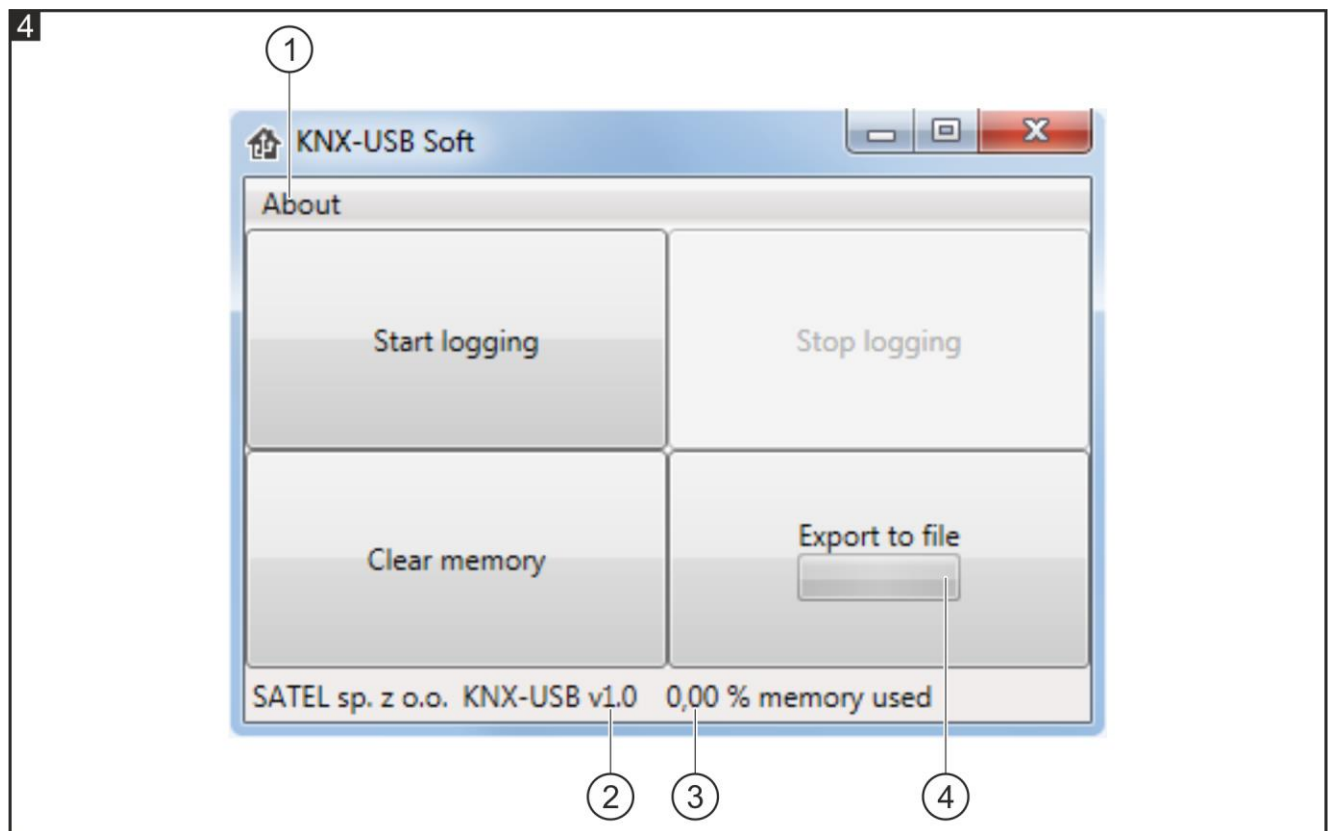 4
1
KNX-USB Soft
About
Start logging
Stop logging
Clear memory
Export to file
SATEL sp. z o.o. KNX-USB v1.0 0,00 % memory used
2
3
4